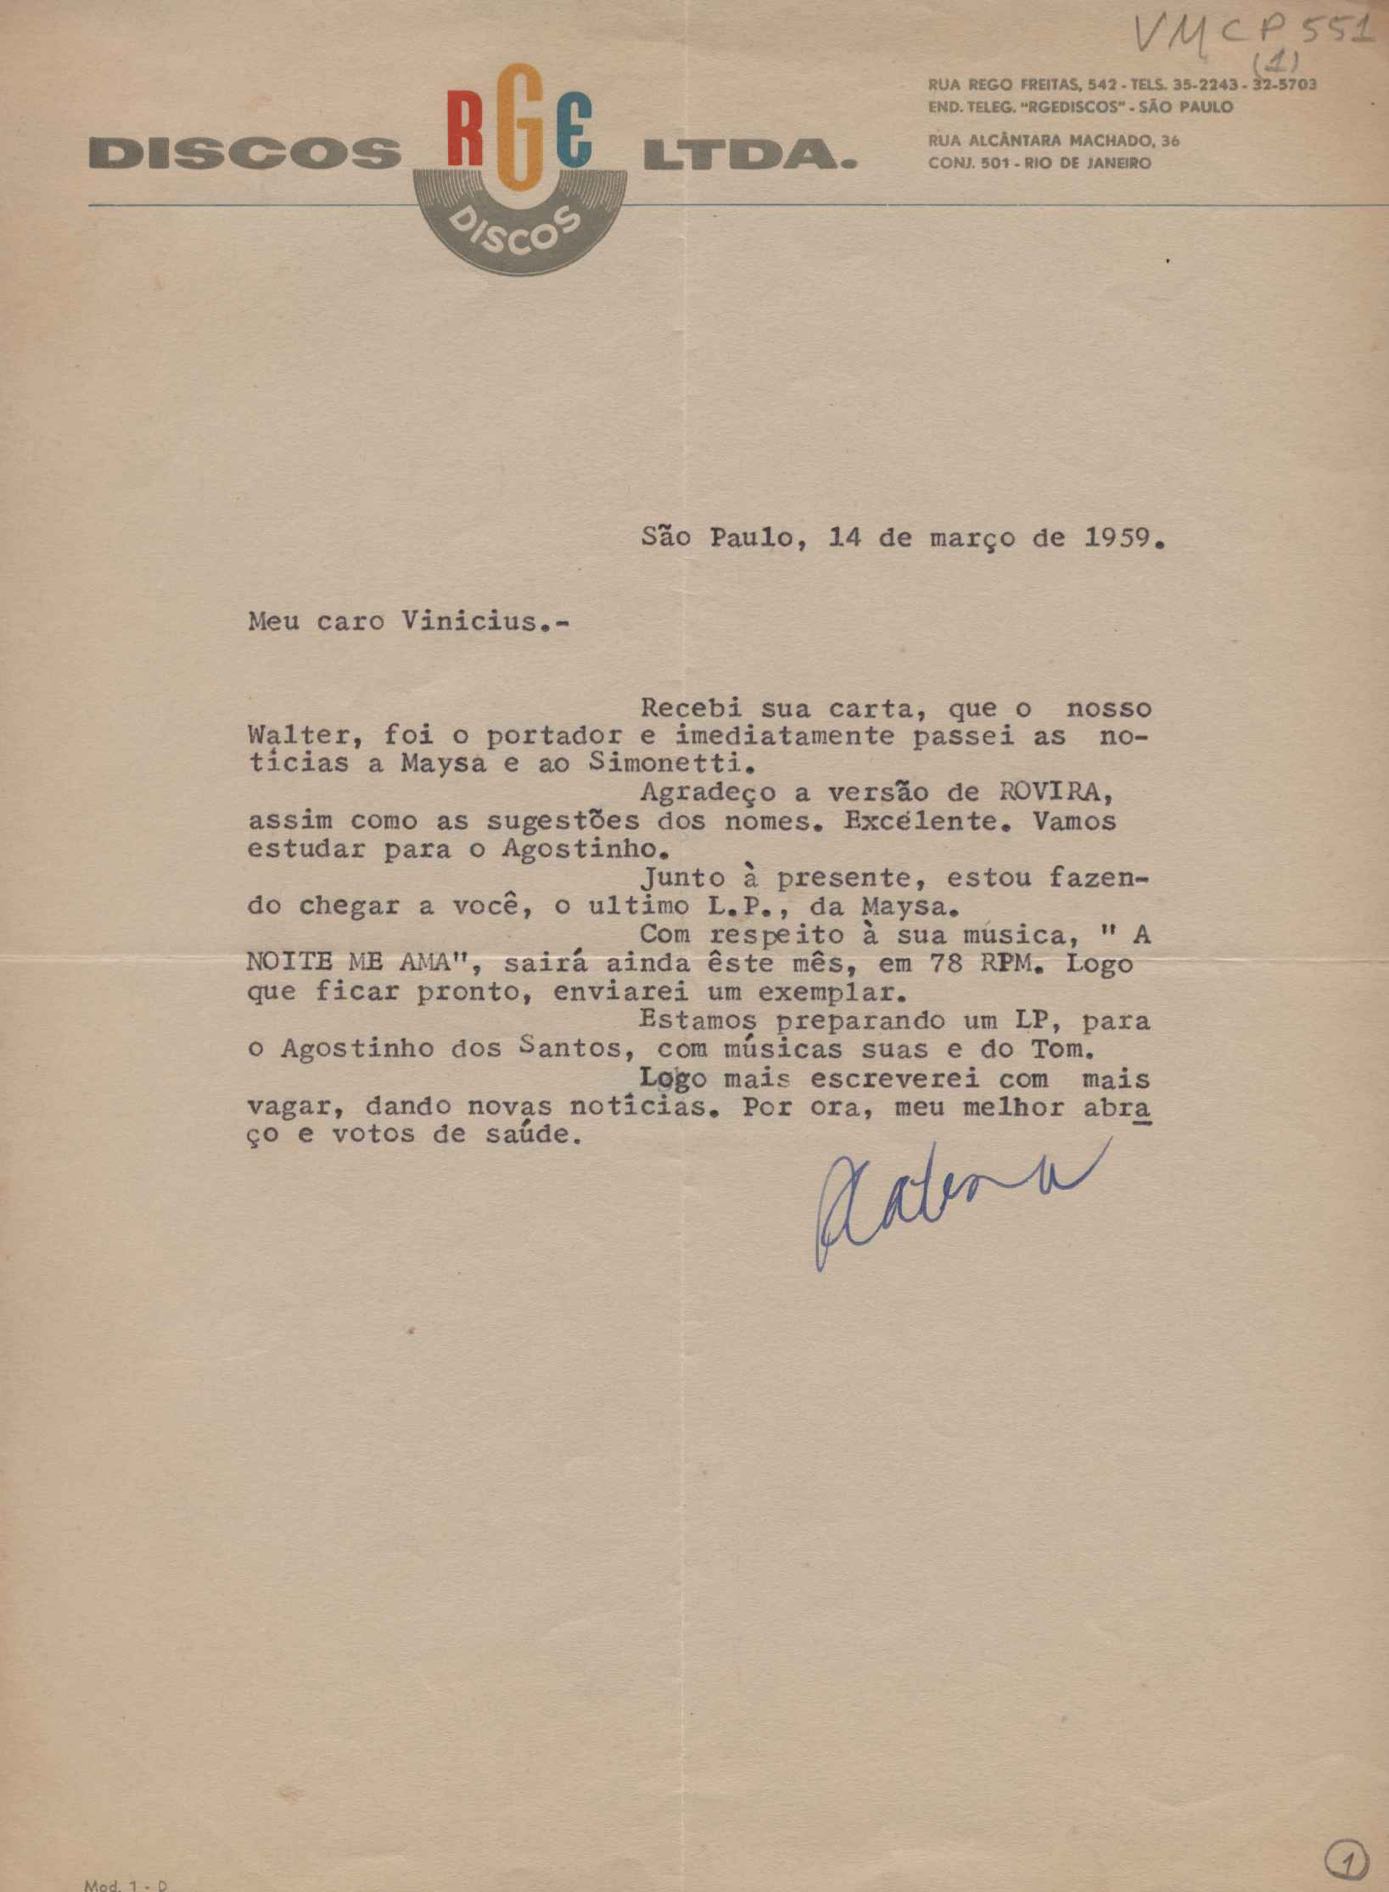 VMCP 551
(1)
RUA REGO FREITAS, 542 - TELS. 35-2243 - 32-5703
END. TELEG. "RGEDISCOS" - SÃO PAULO
DISCOS RGE LTDA.
DISCOS
RUA ALCÂNTARA MACHADO, 36
CONJ. 501 - RIO DE JANEIRO
São Paulo, 14 de março de 1959.
Meu caro Vinicius.-
Recebi sua carta, que o nosso
Walter, foi o portador e imediatamente passei as no-
ticias a Maysa e ao Simonetti.
Agradeço a versão de ROVIRA,
assim como as sugestões dos nomes. Excelente. Vamos
estudar para o Agostinho.
Junto à presente, estou fazen-
do chegar a você, o ultimo L.P., da Maysa.
Com respeito à sua música, " A
NOITE ME AMA", sairá ainda êste mês, em 78 RPM. Logo
que ficar pronto, enviarei um exemplar.
Estamos preparando um LP, para
o Agostinho dos Santos, com músicas suas e do Tom.
Logo mais escreverei com mais
vagar, dando novas notícias. Por ora, meu melhor abra
ço e votos de saúde.
1
Mod. 1 - D